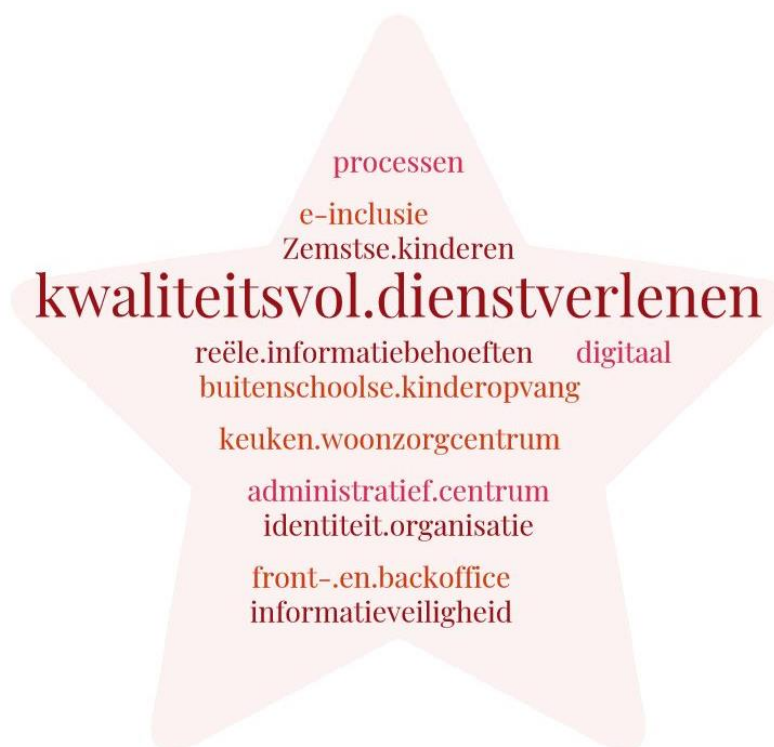 processen
e-inclusie
Zemstse.kinderen
kwaliteitsvol.dienstverlenen
reële.informatiebehoeften digitaal
buitenschoolse.kinderopvang
keuken.woonzorgcentrum
administratief.centrum
identiteit.organisatie
front-.en.backoffice
informatieveiligheid